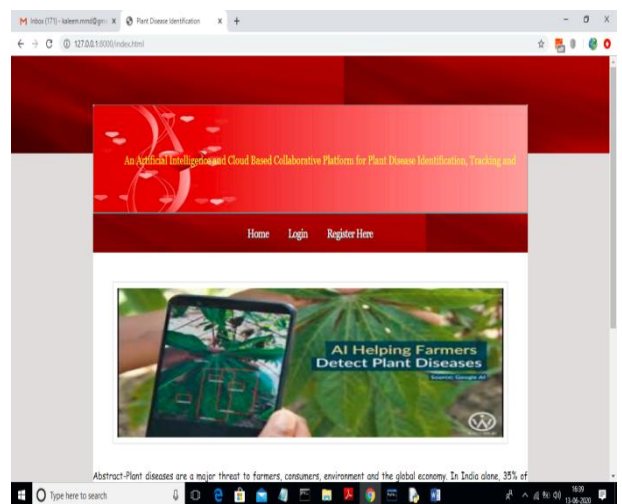 Inbox (171) - kaleem.mmd@gm
Plant Disease Identification
127.0.0.1:8000/index.html
An Artificial Intelligence and Cloud Based Collaborative Platform for Plant Disease Identification, Tracking and
Home Login Register Here
AI Helping Farmers
Detect Plant Diseases
Source: Google AI
Abstract-Plant diseases are a major threat to farmers, consumers, environment and the global economy. In India alone, 35% of
Type here to search
16:39
13-06-2020